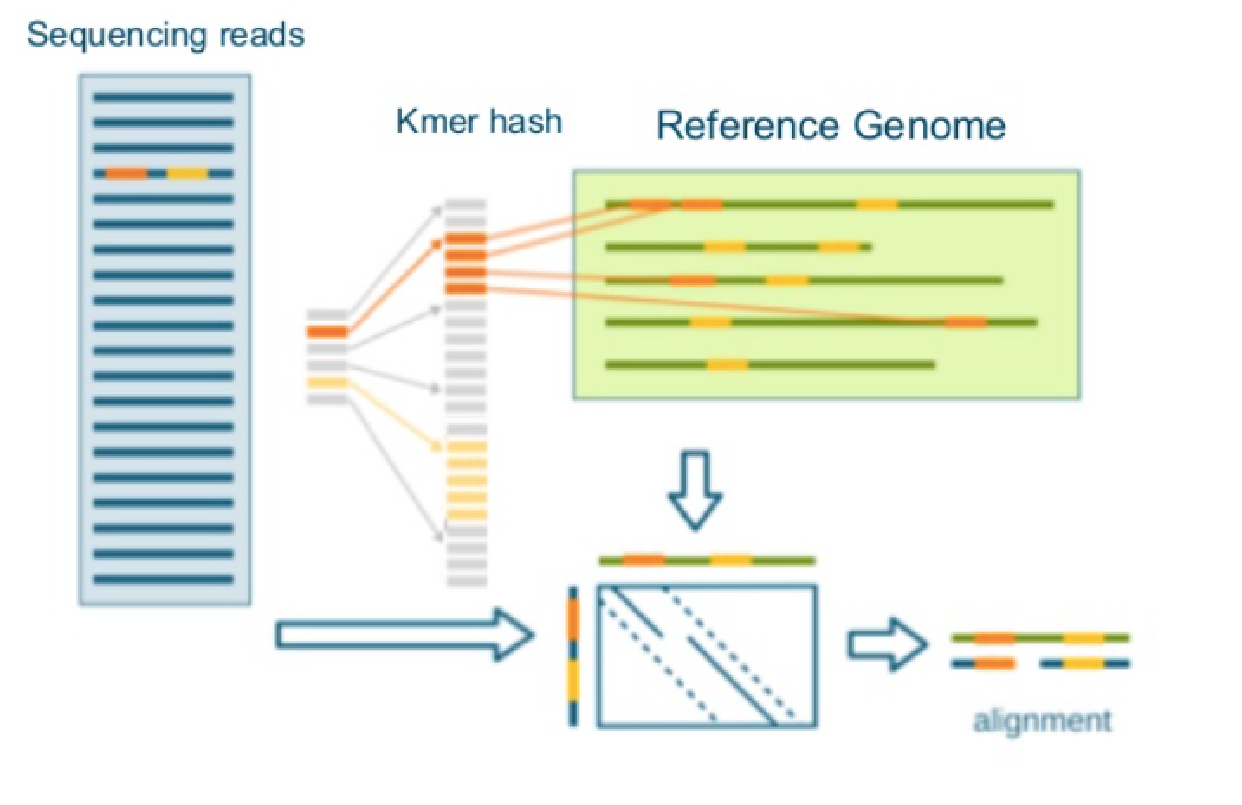 Sequencing reads
Kmer hash
Reference Genome
alignment